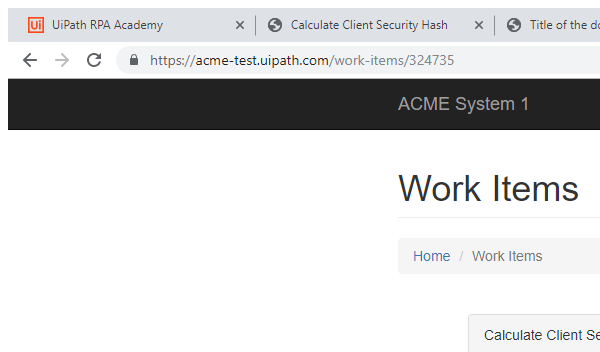 Ui UiPath RPA Academy Calculate Client Security Hash Title of the do
https://acme-test.uipath.com/work-items/324735
ACME System 1
Work Items
Home / Work Items
Calculate Client Se